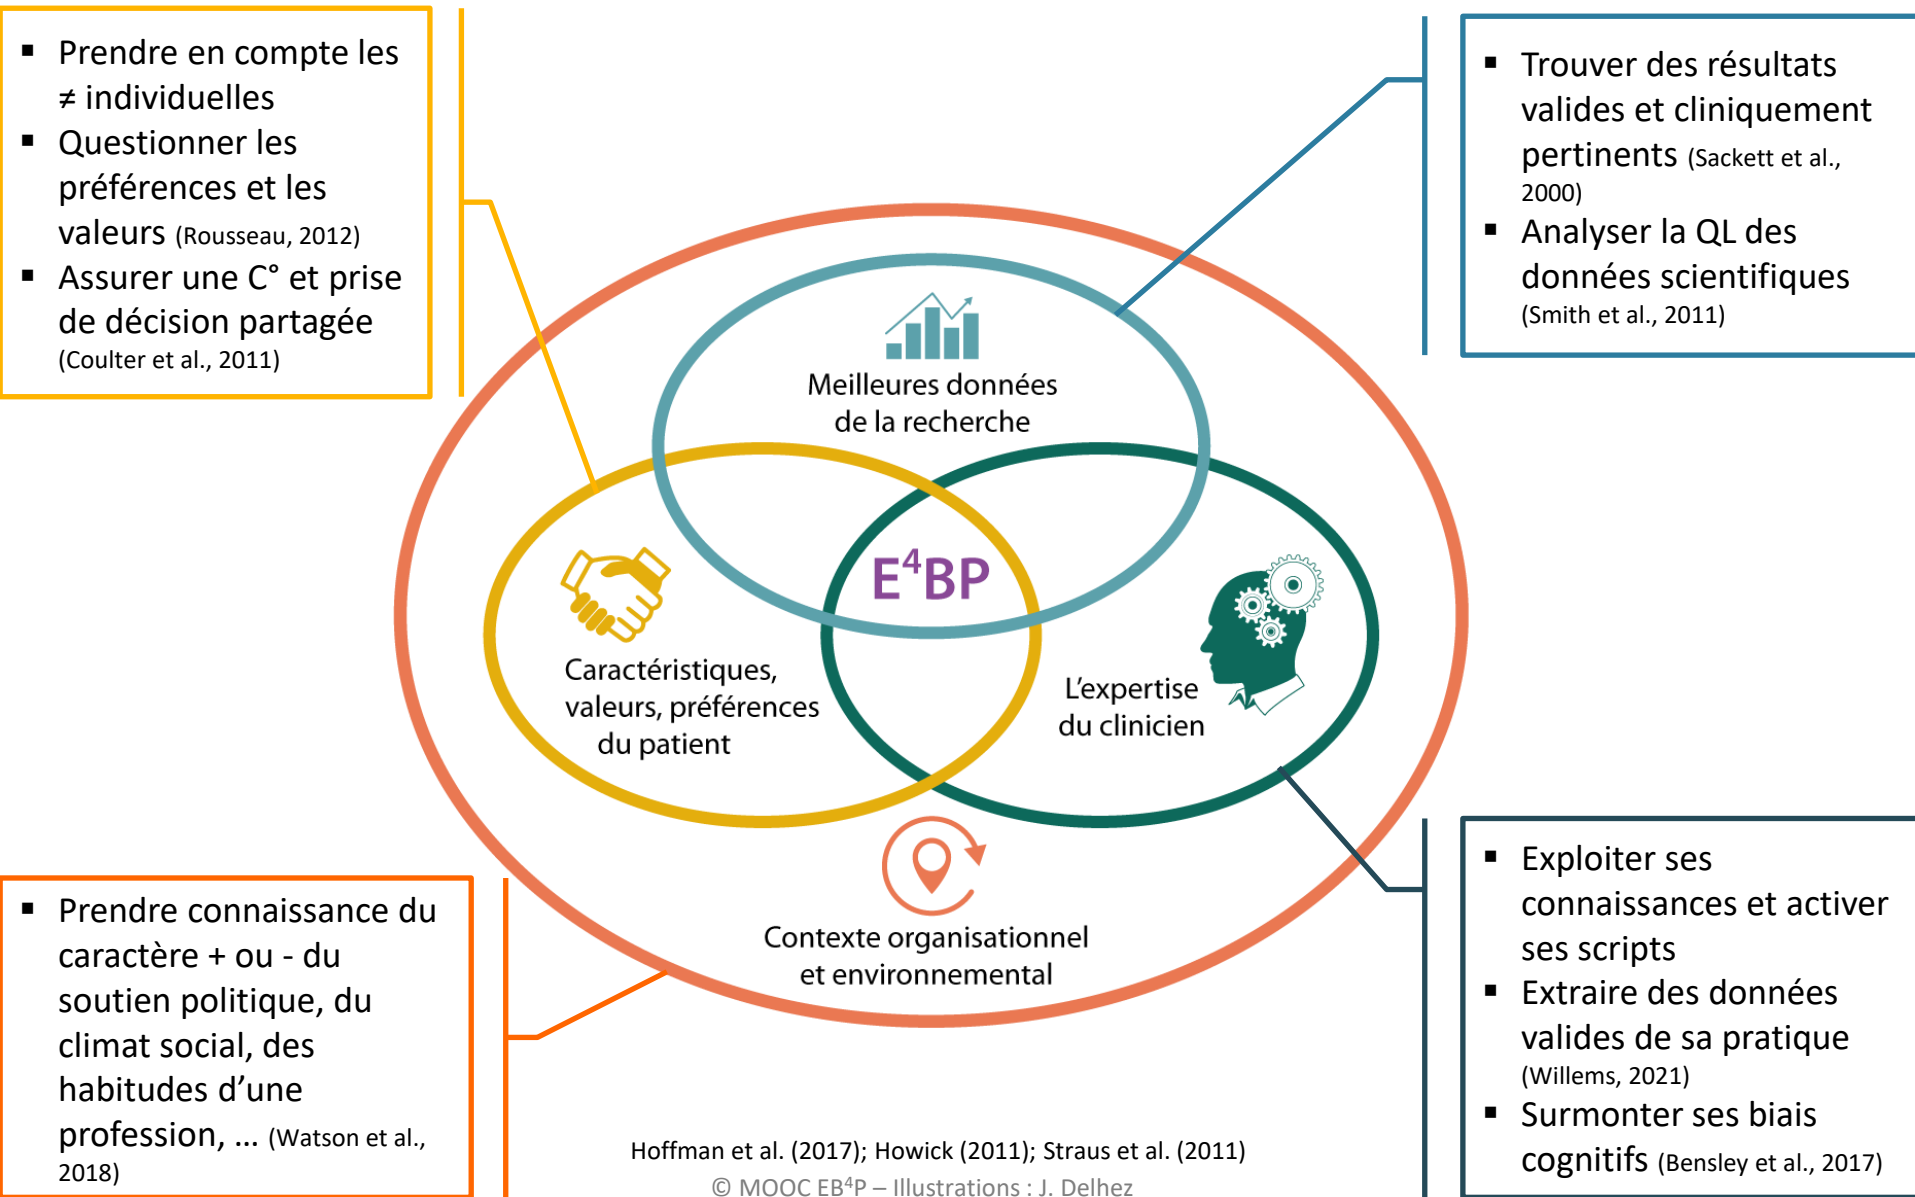 ▪ Prendre en compte les
≠ individuelles
▪ Questionner les
préférences et les
valeurs (Rousseau, 2012)
▪ Assurer une C° et prise
de décision partagée
(Coulter et al., 2011)
▪ Trouver des résultats
valides et cliniquement
pertinents (Sackett et al.,
2000)
▪ Analyser la QL des
données scientifiques
(Smith et al., 2011)
Meilleures données
de la recherche
E⁴BP
Caractéristiques,
valeurs, préférences
du patient
L'expertise
du clinicien
Contexte organisationnel
et environnemental
▪ Prendre connaissance du
caractère + ou - du
soutien politique, du
climat social, des
habitudes d'une
profession, … (Watson et al.,
2018)
▪ Exploiter ses
connaissances et activer
ses scripts
▪ Extraire des données
valides de sa pratique
(Willems, 2021)
▪ Surmonter ses biais
cognitifs (Bensley et al., 2017)
Hoffman et al. (2017); Howick (2011); Straus et al. (2011)
© MOOC EB⁴P – Illustrations : J. Delhez